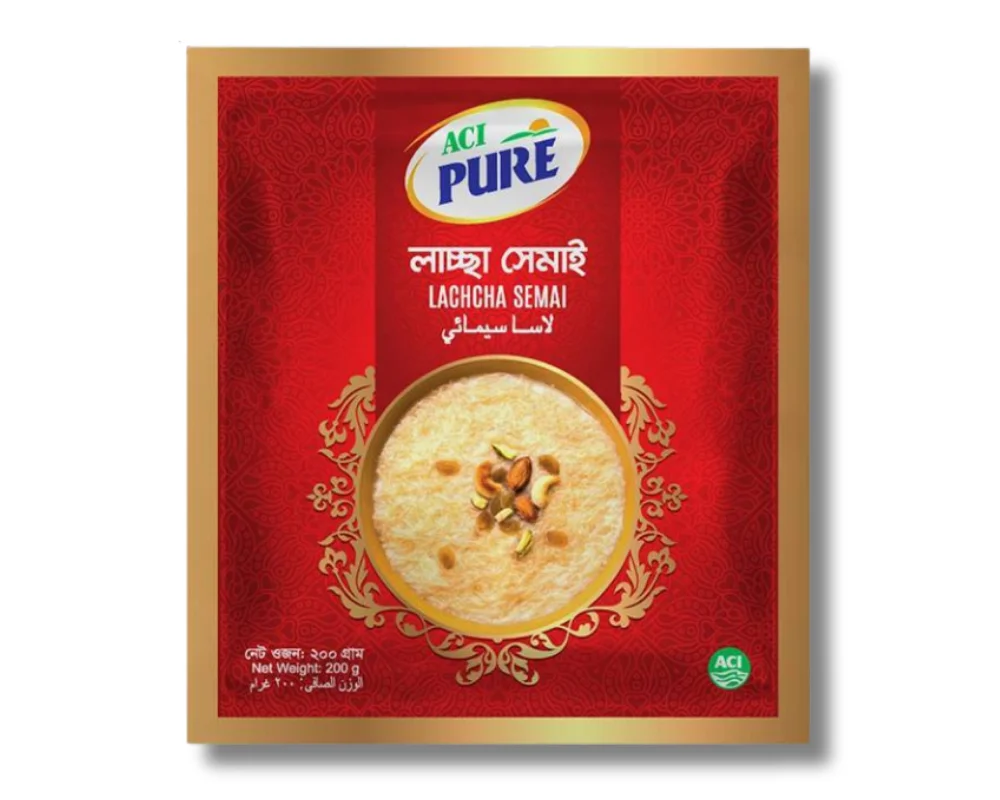 ACI
PURE
লাচ্ছা সেমাই
LACHCHA SEMAI
لاسا سيمائي
নেট ওজন: ২০০ গ্রাম
Net Weight: 200 g
الوزن الصافي: ٢٠٠ غرام
ACI